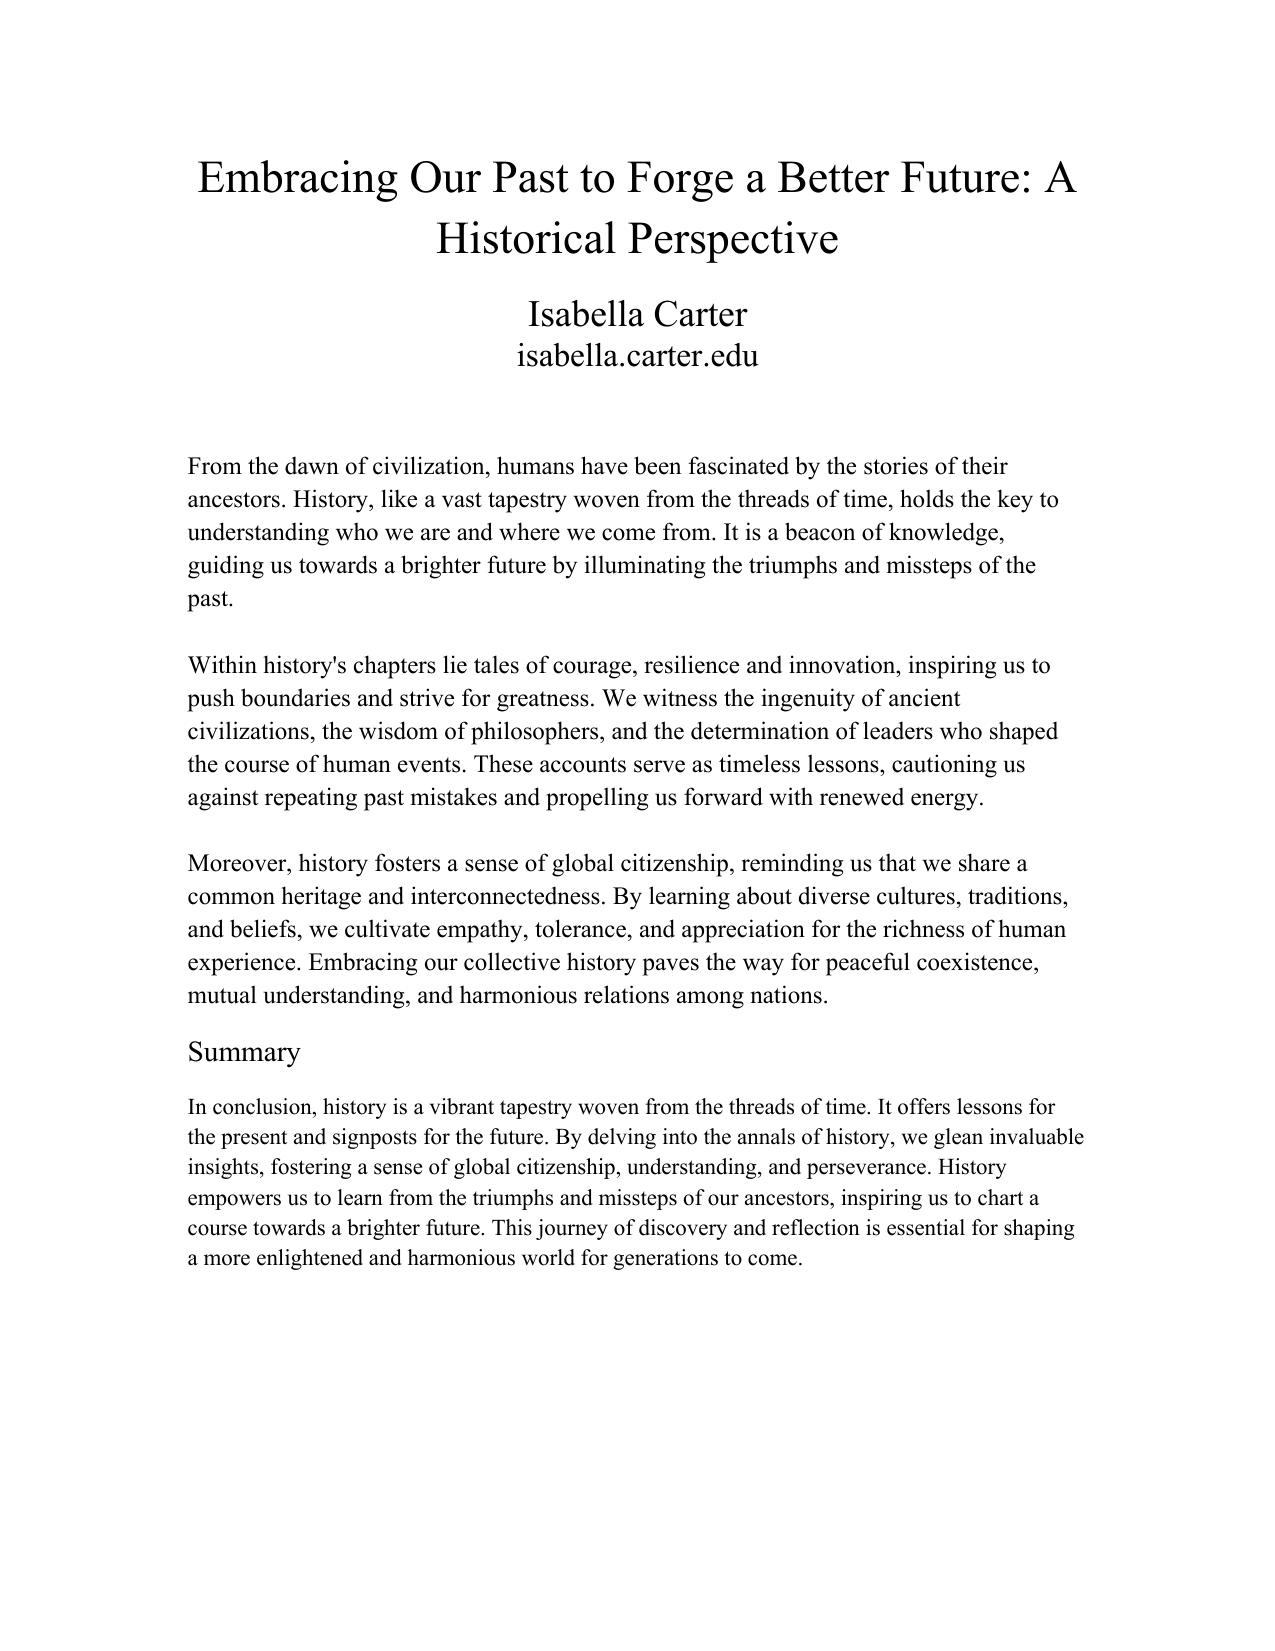 Embracing Our Past to Forge a Better Future: A
Historical Perspective
Isabella Carter
isabella.carter.edu
From the dawn of civilization, humans have been fascinated by the stories of their
ancestors. History, like a vast tapestry woven from the threads of time, holds the key to
understanding who we are and where we come from. It is a beacon of knowledge,
guiding us towards a brighter future by illuminating the triumphs and missteps of the
past.
Within history's chapters lie tales of courage, resilience and innovation, inspiring us to
push boundaries and strive for greatness. We witness the ingenuity of ancient
civilizations, the wisdom of philosophers, and the determination of leaders who shaped
the course of human events. These accounts serve as timeless lessons, cautioning us
against repeating past mistakes and propelling us forward with renewed energy.
Moreover, history fosters a sense of global citizenship, reminding us that we share a
common heritage and interconnectedness. By learning about diverse cultures, traditions,
and beliefs, we cultivate empathy, tolerance, and appreciation for the richness of human
experience. Embracing our collective history paves the way for peaceful coexistence,
mutual understanding, and harmonious relations among nations.
Summary
In conclusion, history is a vibrant tapestry woven from the threads of time. It offers lessons for
the present and signposts for the future. By delving into the annals of history, we glean invaluable
insights, fostering a sense of global citizenship, understanding, and perseverance. History
empowers us to learn from the triumphs and missteps of our ancestors, inspiring us to chart a
course towards a brighter future. This journey of discovery and reflection is essential for shaping
a more enlightened and harmonious world for generations to come.